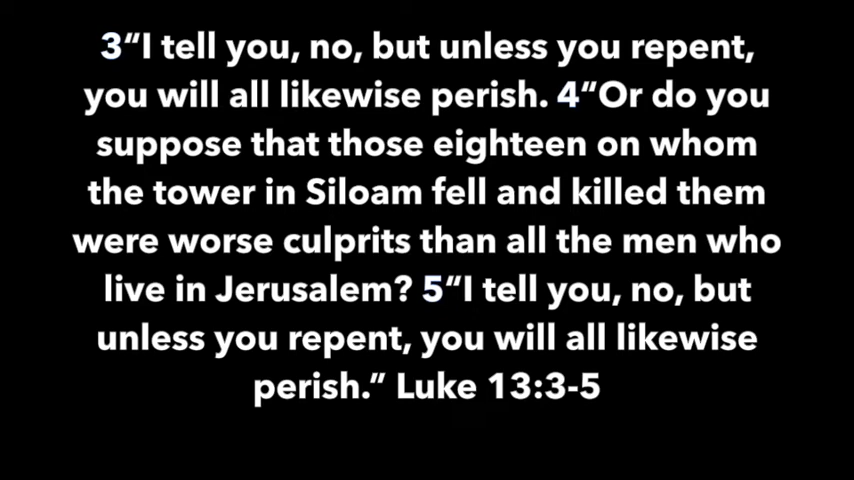 3“I tell you, no, but unless you repent,
you will all likewise perish. 4“Or do you
suppose that those eighteen on whom
the tower in Siloam fell and killed them
were worse culprits than all the men who
live in Jerusalem? 5“I tell you, no, but
unless you repent, you will all likewise
perish.” Luke 13:3-5